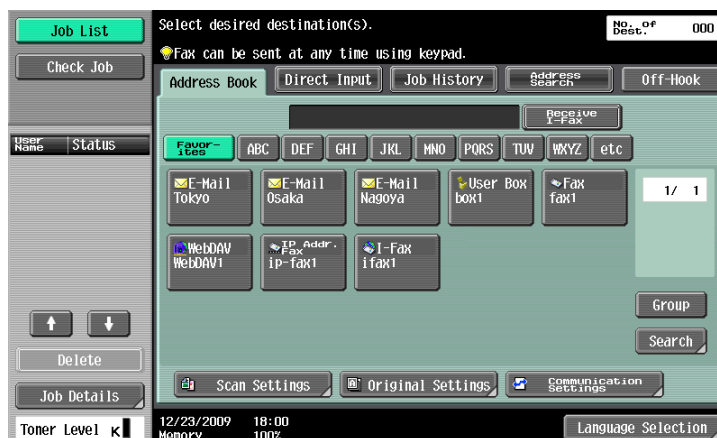 Job List
Check Job
User Name Status
Delete
Job Details
Toner Level K
Select desired destination(s).
No. of Dest. 000
Fax can be sent at any time using keypad.
Address Book Direct Input Job History Address Search Off-Hook
Receive I-Fax
Favor-ites ABC DEF GHI JKL MNO PQRS TUV WXYZ etc
E-Mail Tokyo
E-Mail Osaka
E-Mail Nagoya
User Box box1
Fax fax1
1/ 1
WebDAV WebDAV1
IP Addr. Fax ip-fax1
I-Fax ifax1
Group
Search
Scan Settings Original Settings Communication Settings
12/23/2009 18:00
Memory 100%
Language Selection